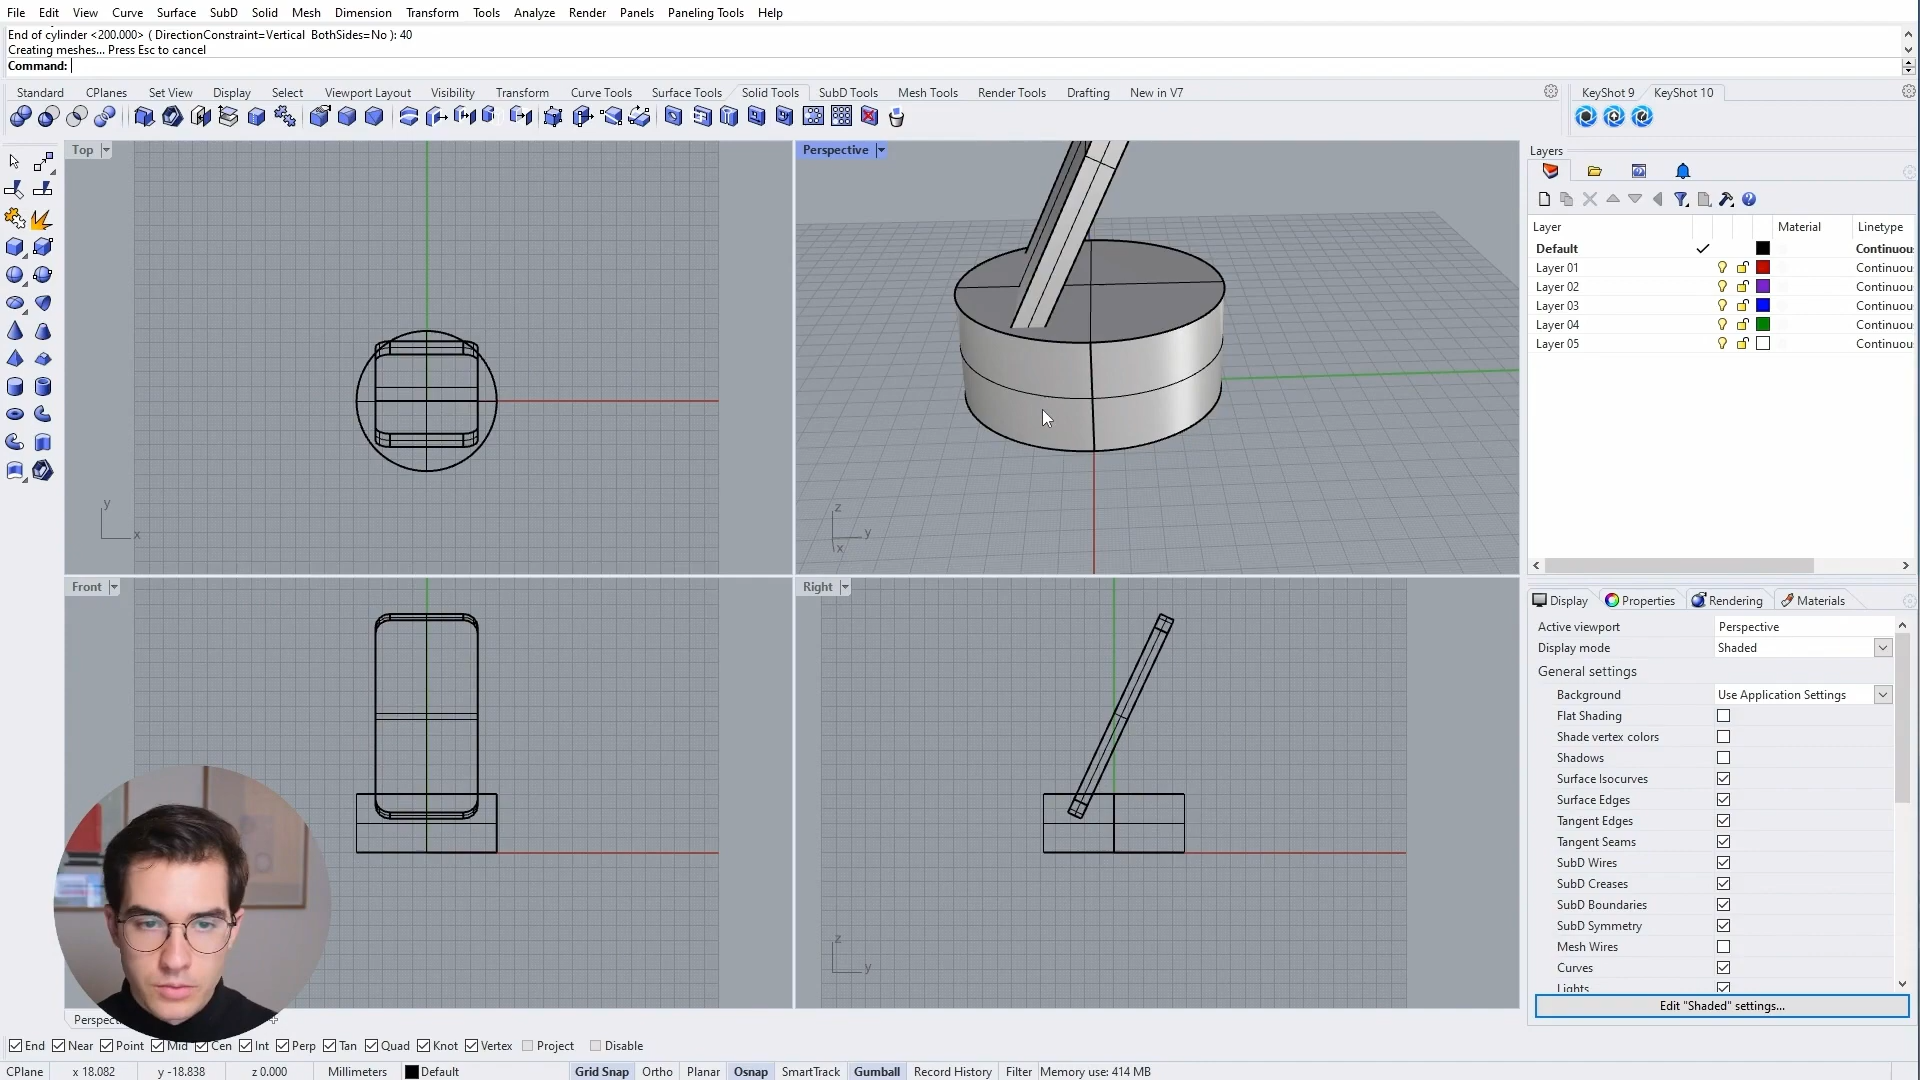 File Edit View Curve Surface SubD Solid Mesh Dimension Transform Tools Analyze Render Panels Paneling Tools Help
End of cylinder <200.000> ( DirectionConstraint=Vertical BothSides=No ): 40
Creating meshes... Press Esc to cancel
Command:
Standard CPlanes Set View Display Select Viewport Layout Visibility Transform Curve Tools Surface Tools Solid Tools SubD Tools Mesh Tools Render Tools Drafting New in V7
KeyShot 9 KeyShot 10
Top
Perspective
Layers
Layer Material Linetype
Default Continuou
Layer 01 Continuou
Layer 02 Continuou
Layer 03 Continuou
Layer 04 Continuou
Layer 05 Continuou
y
x
z
y
x
Front
Right
z
y
Display Properties Rendering Materials
Active viewport Perspective
Display mode Shaded
General settings
Background Use Application Settings
Flat Shading
Shade vertex colors
Shadows
Surface Isocurves
Surface Edges
Tangent Edges
Tangent Seams
SubD Wires
SubD Creases
SubD Boundaries
SubD Symmetry
Mesh Wires
Curves
Lights
Edit "Shaded" settings...
Perspec
End Near Point Mid Cen Int Perp Tan Quad Knot Vertex Project Disable
CPlane x 18.082 y -18.838 z 0.000 Millimeters Default Grid Snap Ortho Planar Osnap SmartTrack Gumball Record History Filter Memory use: 414 MB